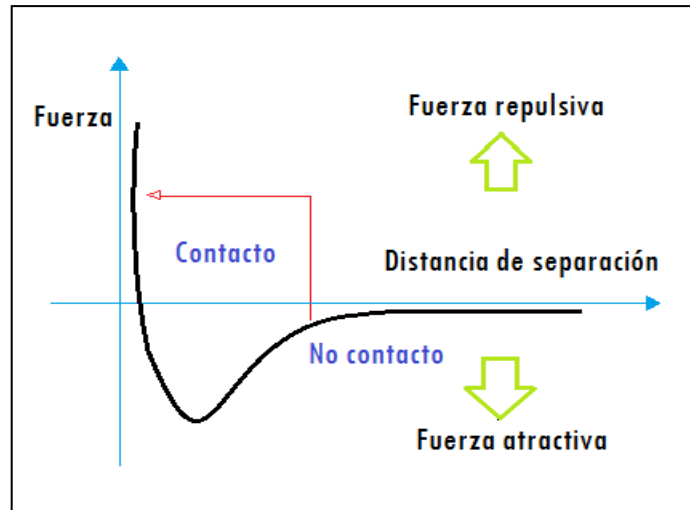 Fuerza
Fuerza repulsiva
Contacto
Distancia de separación
No contacto
Fuerza atractiva